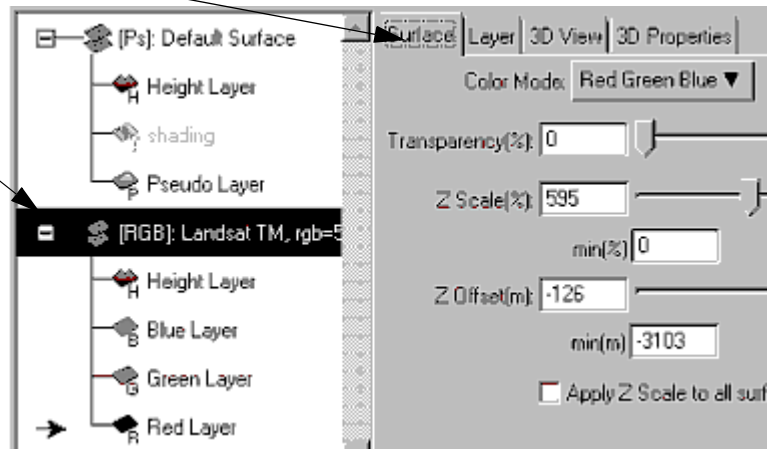 [Ps]: Default Surface
Height Layer
H
shading
Pseudo Layer
P
[RGB]: Landsat TM, rgb=5
Height Layer
H
Blue Layer
B
Green Layer
G
Red Layer
R
Surface Layer 3D View 3D Properties
Color Mode: Red Green Blue
Transparency(%): 0
Z Scale(%): 595
min(%) 0
Z Offset(m): -126
min(m) -3103
Apply Z Scale to all surf